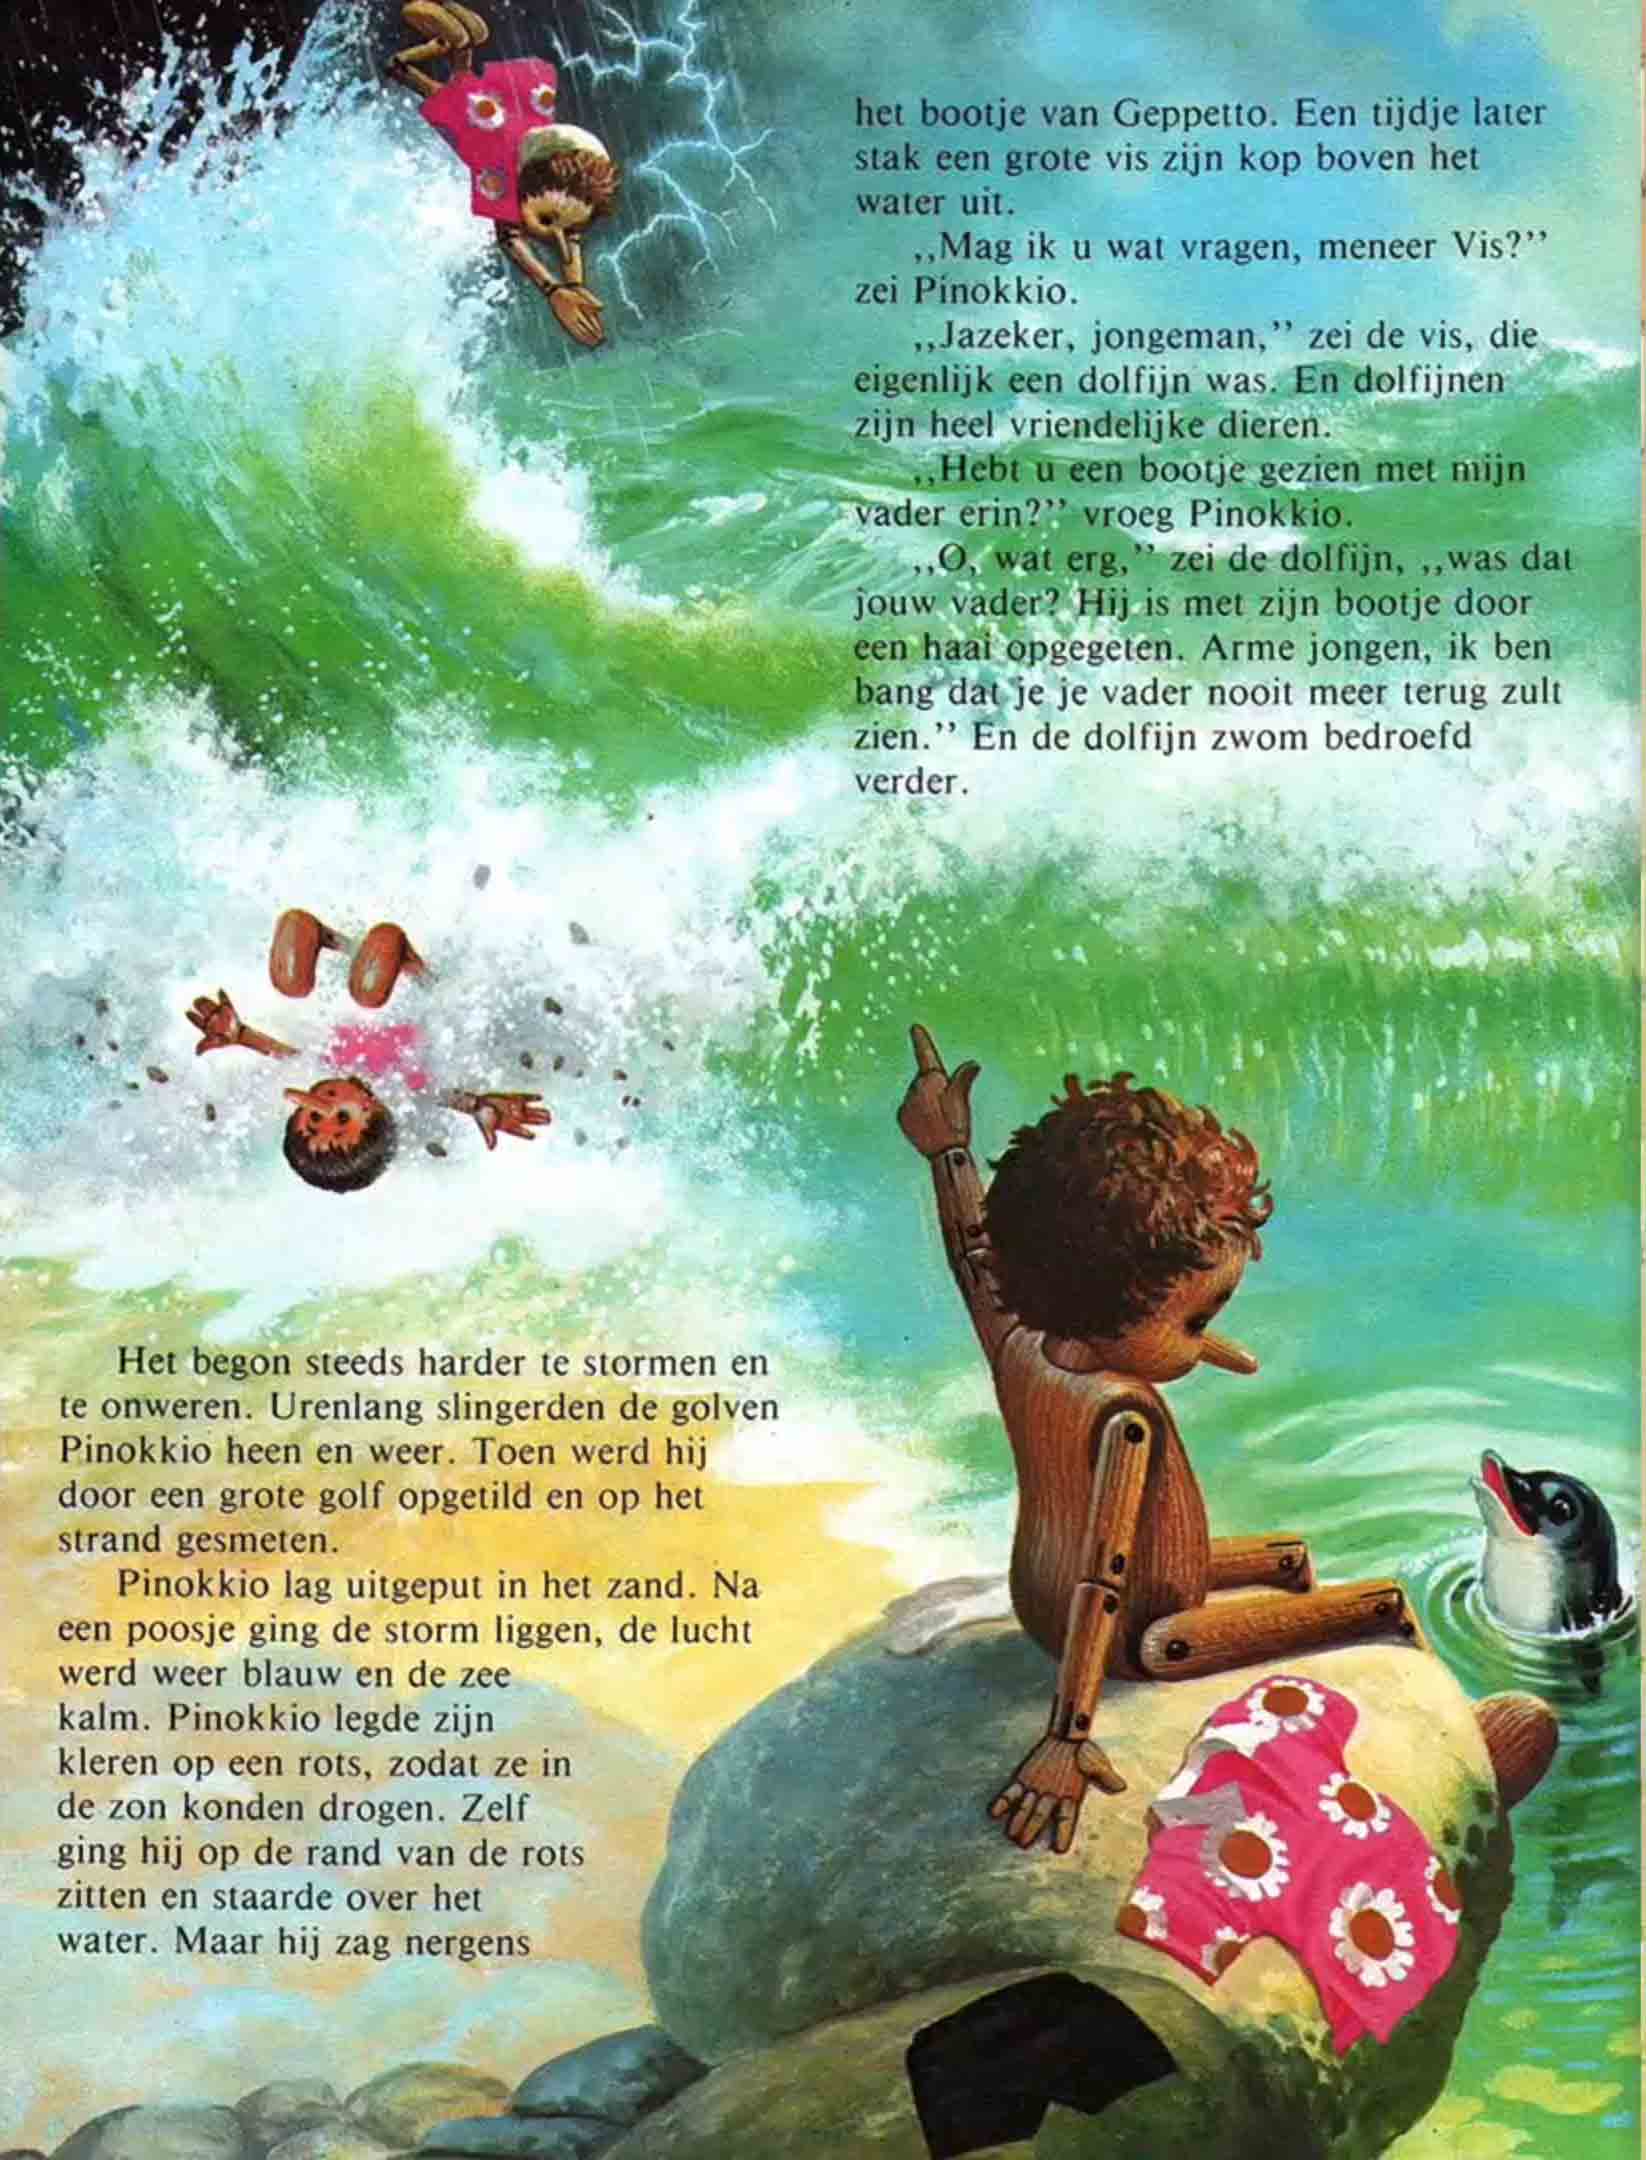 Het begon steeds harder te stormen en
te onweren. Urenlang slingerden de golven
Pinokkio heen en weer. Toen werd hij
door een grote golf opgetild en op het
strand gesmeten.
Pinokkio lag uitgeput in het zand. Na
een poosje ging de storm liggen, de lucht
werd weer blauw en de zee
kalm. Pinokkio legde zijn
kleren op een rots, zodat ze in
de zon konden drogen. Zelf
ging hij op de rand van de rots
zitten en staarde over het
water. Maar hij zag nergens
het bootje van Geppetto. Een tijdje later
stak een grote vis zijn kop boven het
water uit.
,,Mag ik u wat vragen, meneer Vis?’’
zei Pinokkio.
,,Jazeker, jongeman,’’ zei de vis, die
eigenlijk een dolfijn was. En dolfijnen
zijn heel vriendelijke dieren.
,,Hebt u een bootje gezien met mijn
vader erin?’’ vroeg Pinokkio.
,,O, wat erg,’’ zei de dolfijn, ,,was dat
jouw vader? Hij is met zijn bootje door
een haai opgegeten. Arme jongen, ik ben
bang dat je je vader nooit meer terug zult
zien.’’ En de dolfijn zwom bedroefd
verder.